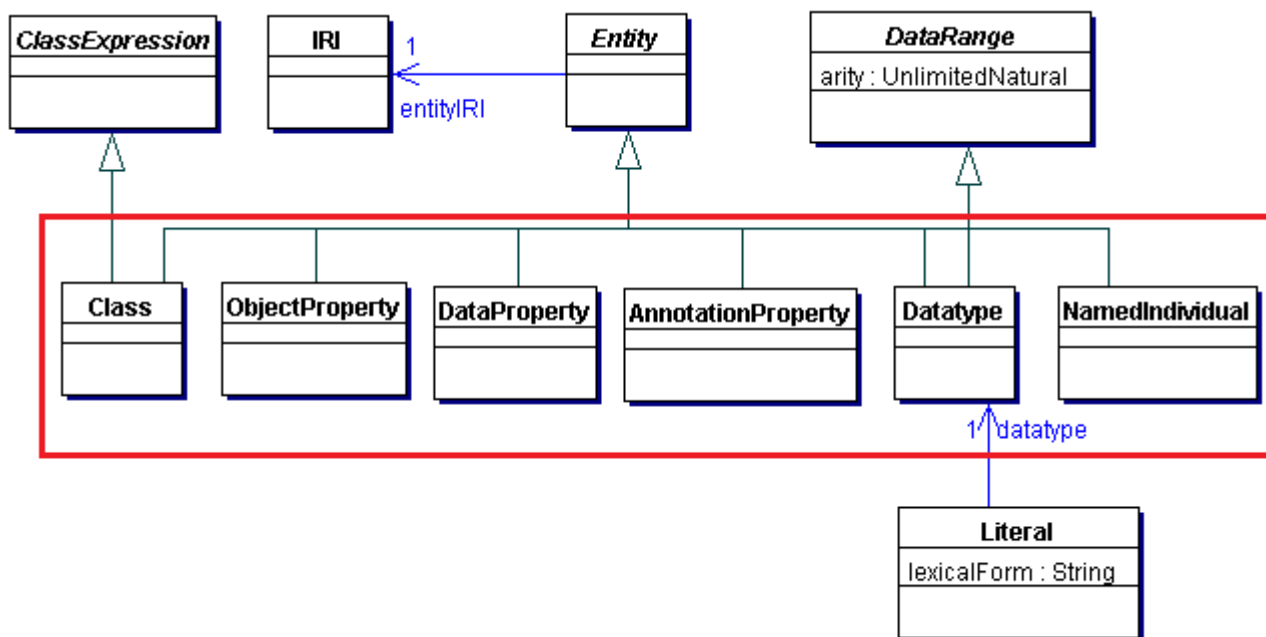 ClassExpression
IRI
1
entityIRI
Entity
DataRange
arity : UnlimitedNatural
Class
ObjectProperty
DataProperty
AnnotationProperty
Datatype
NamedIndividual
1 datatype
Literal
lexicalForm : String